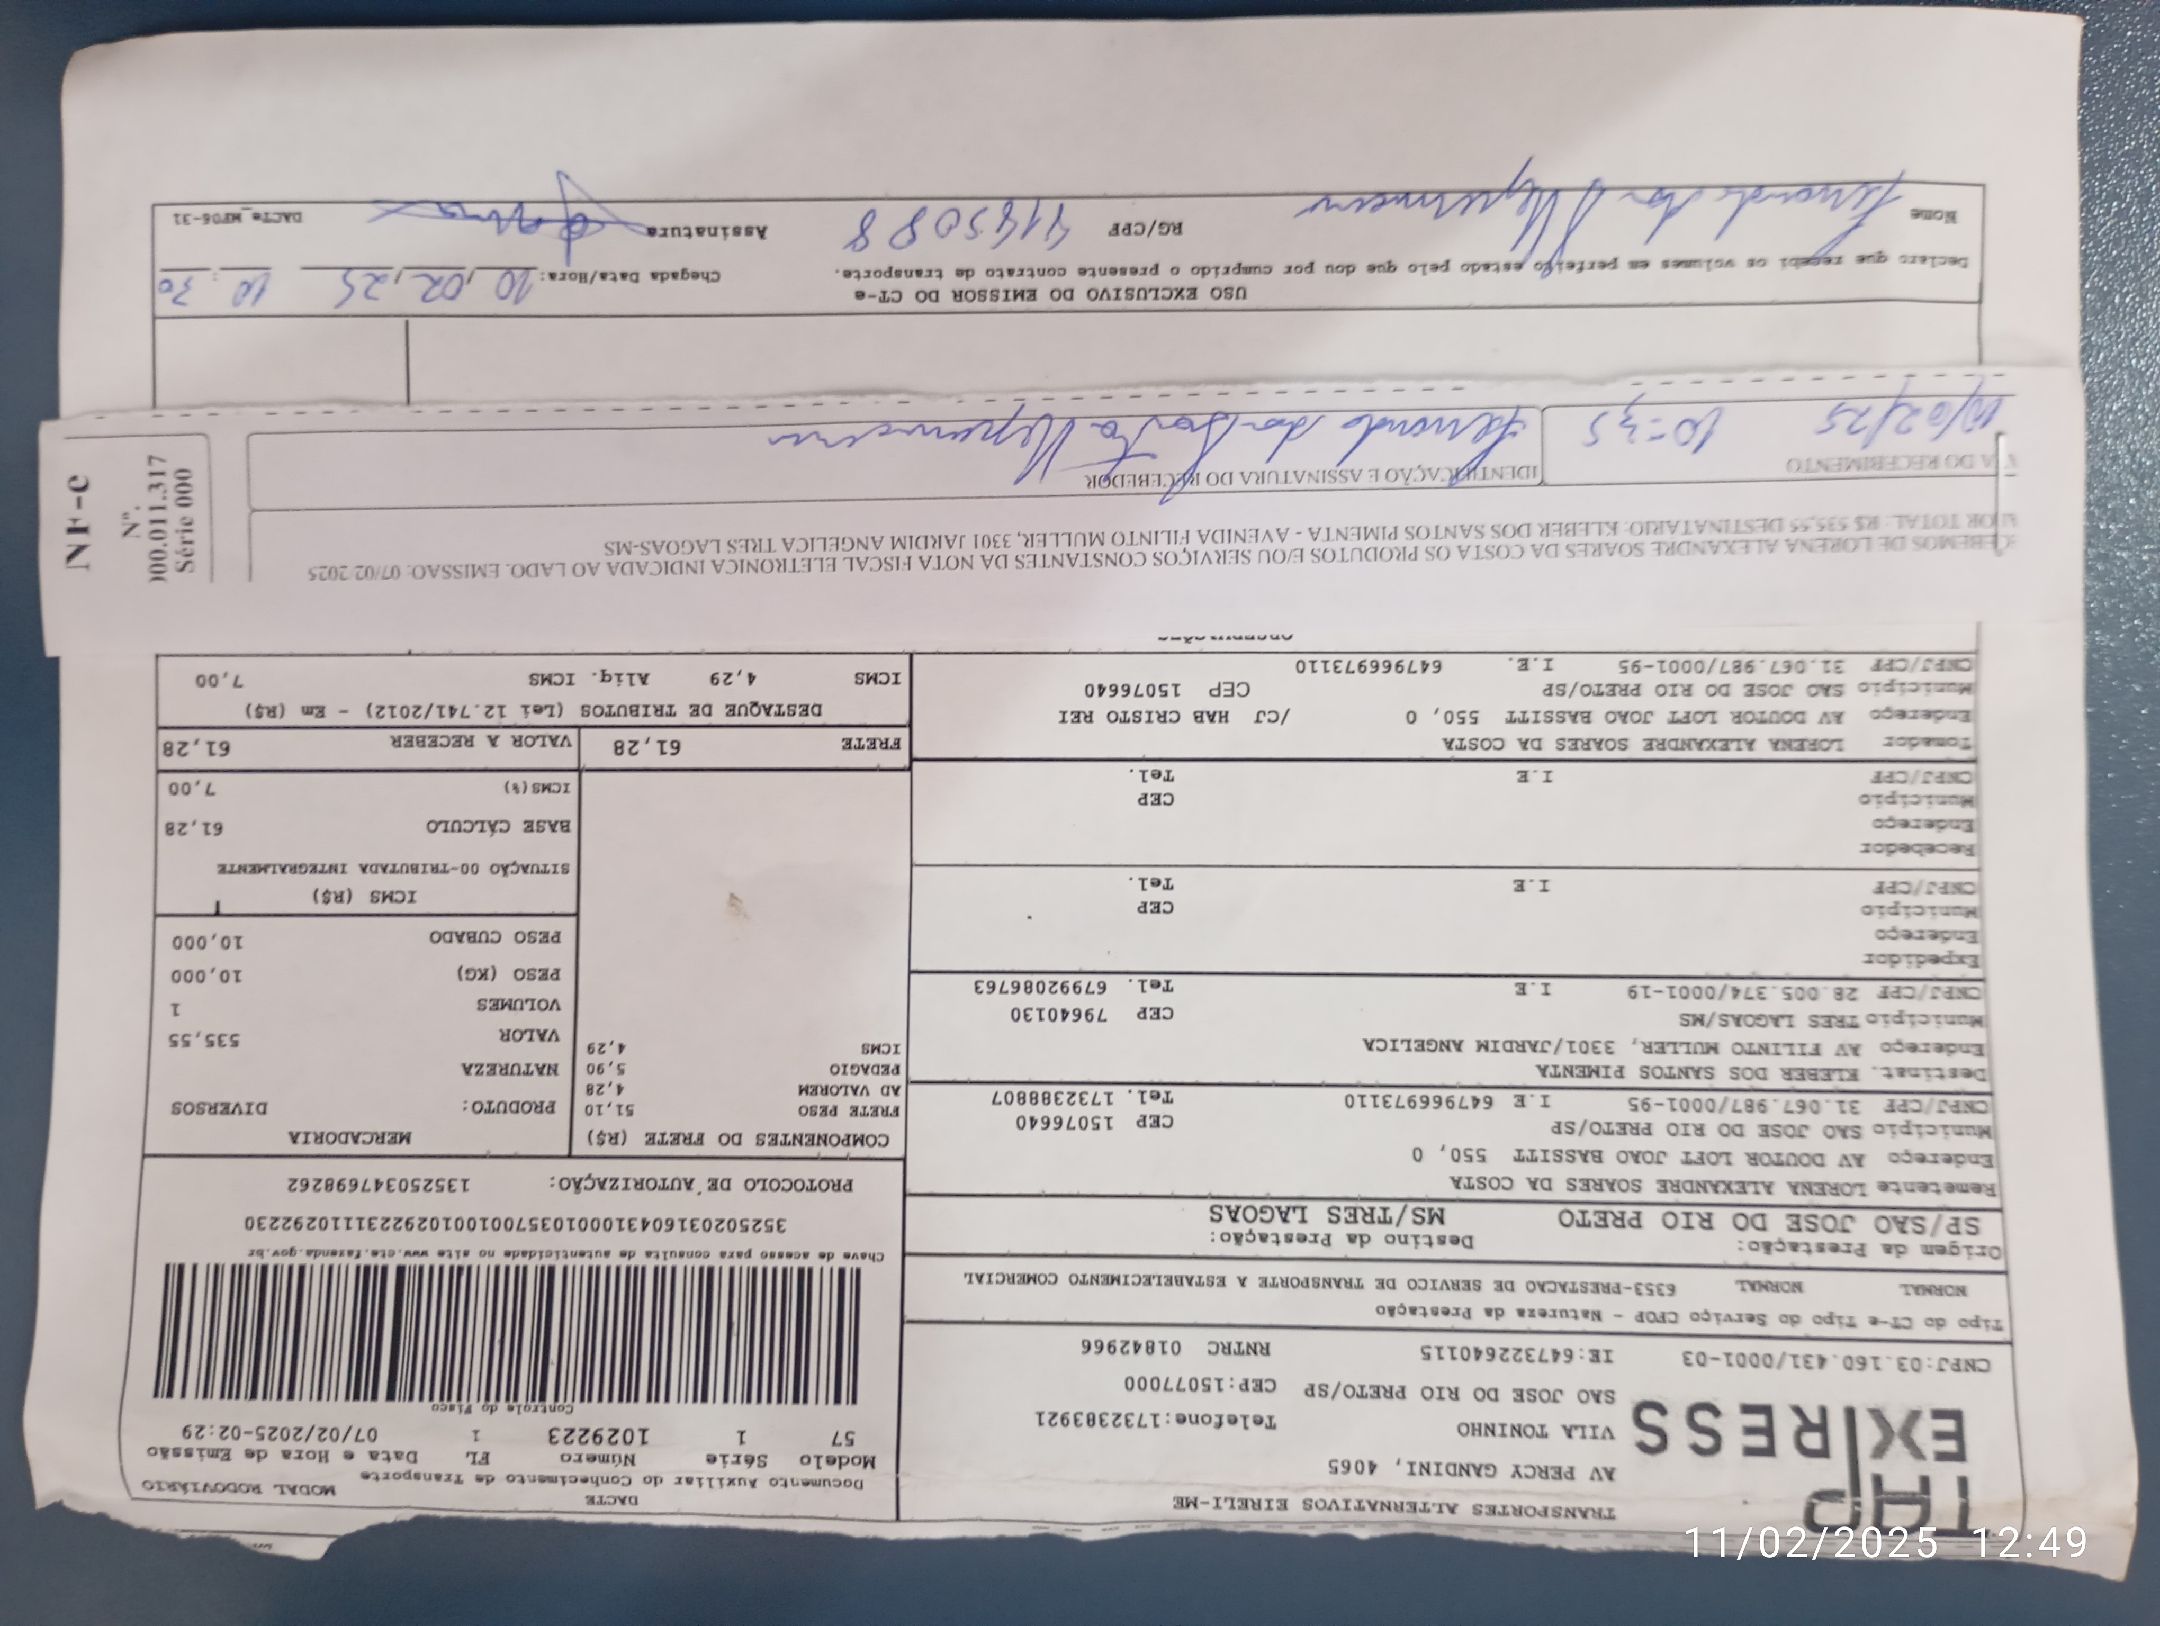 TAP
EXPRESS
TRANSPORTES ALTERNATIVOS EIRELI-ME
AV PERCY GANDINI, 4065
VILA TONINHO Telefone:1732383921
SAO JOSE DO RIO PRETO/SP CEP:15077000
CNPJ:03.160.431/0001-03 IE:647322640115 RNTRC 01842966
DACTE
Documento Auxiliar do Conhecimento de Transporte MODAL RODOVIÁRIO
Modelo Série Número FL Data e Hora de Emissão
57 1 1029223 1 07/02/2025-02:29
Controle do Fisco
Chave de acesso para consulta de autenticidade no site www.cte.fazenda.gov.br
35250203160431000103570010010292231110292230
PROTOCOLO DE AUTORIZAÇÃO: 135250347698262
Tipo do CT-e Tipo do Serviço CFOP - Natureza da Prestação
NORMAL NORMAL 6353-PRESTACAO DE SERVICO DE TRANSPORTE A ESTABELECIMENTO COMERCIAL
Origem da Prestação: Destino da Prestação:
SP/SAO JOSE DO RIO PRETO MS/TRES LAGOAS
Remetente LORENA ALEXANDRE SOARES DA COSTA
Endereço AV DOUTOR LOFT JOAO BASSITT 550, 0
Município SAO JOSE DO RIO PRETO/SP CEP 15076640
CNPJ/CPF 31.067.987/0001-95 I.E 647966973110 Tel. 1732388807
Destinat. KLEBER DOS SANTOS PIMENTA
Endereço AV FILINTO MULLER, 3301/JARDIM ANGELICA
Município TRES LAGOAS/MS CEP 79640130
CNPJ/CPF 28.005.374/0001-19 I.E Tel. 67992086763
Expedidor
Endereço
Município CEP
CNPJ/CPF I.E Tel.
Recebedor
Endereço
Município CEP
CNPJ/CPF I.E Tel.
Tomador LORENA ALEXANDRE SOARES DA COSTA
Endereço AV DOUTOR LOFT JOAO BASSITT 550, 0 /CJ HAB CRISTO REI
Município SAO JOSE DO RIO PRETO/SP CEP 15076640
CNPJ/CPF 31.067.987/0001-95 I.E. 647966973110
COMPONENTES DO FRETE (R$)
FRETE PESO 51,10
AD VALOREM 4,28
PEDAGIO 5,90
ICMS 4,29
MERCADORIA
PRODUTO: DIVERSOS
NATUREZA
VALOR 535,55
VOLUMES 1
PESO (KG) 10,000
PESO CUBADO 10,000
ICMS (R$)
SITUAÇÃO 00-TRIBUTADA INTEGRALMENTE
BASE CÁLCULO 61,28
ICMS(%) 7,00
FRETE 61,28 VALOR A RECEBER 61,28
DESTAQUE DE TRIBUTOS (Lei 12.741/2012) - Em (R$)
ICMS 4,29 Aliq. ICMS 7,00
CEBEMOS DE LORENA ALEXANDRE SOARES DA COSTA OS PRODUTOS E/OU SERVIÇOS CONSTANTES DA NOTA FISCAL ELETRONICA INDICADA AO LADO. EMISSAO: 07/02/2025
ALOR TOTAL: R$ 535,55 DESTINATARIO: KLEBER DOS SANTOS PIMENTA - AVENIDA FILINTO MULLER, 3301 JARDIM ANGELICA TRES LAGOAS-MS
A DO RECEBIMENTO IDENTIFICAÇÃO E ASSINATURA DO RECEBEDOR
10/02/25 10=35 Fernando da
NF-e
Nº.
000.011.317
Série 000
USO EXCLUSIVO DO EMISSOR DO CT-e
Declaro que recebi os volumes em perfeito estado pelo que dou por cumprido o presente contrato de transporte. Chegada Data/Hora: 10/02/25 10:30
Nome Fernando RG/CPF 4145088 Assinatura
DACTe_MF06-31
11/02/2025 12:49